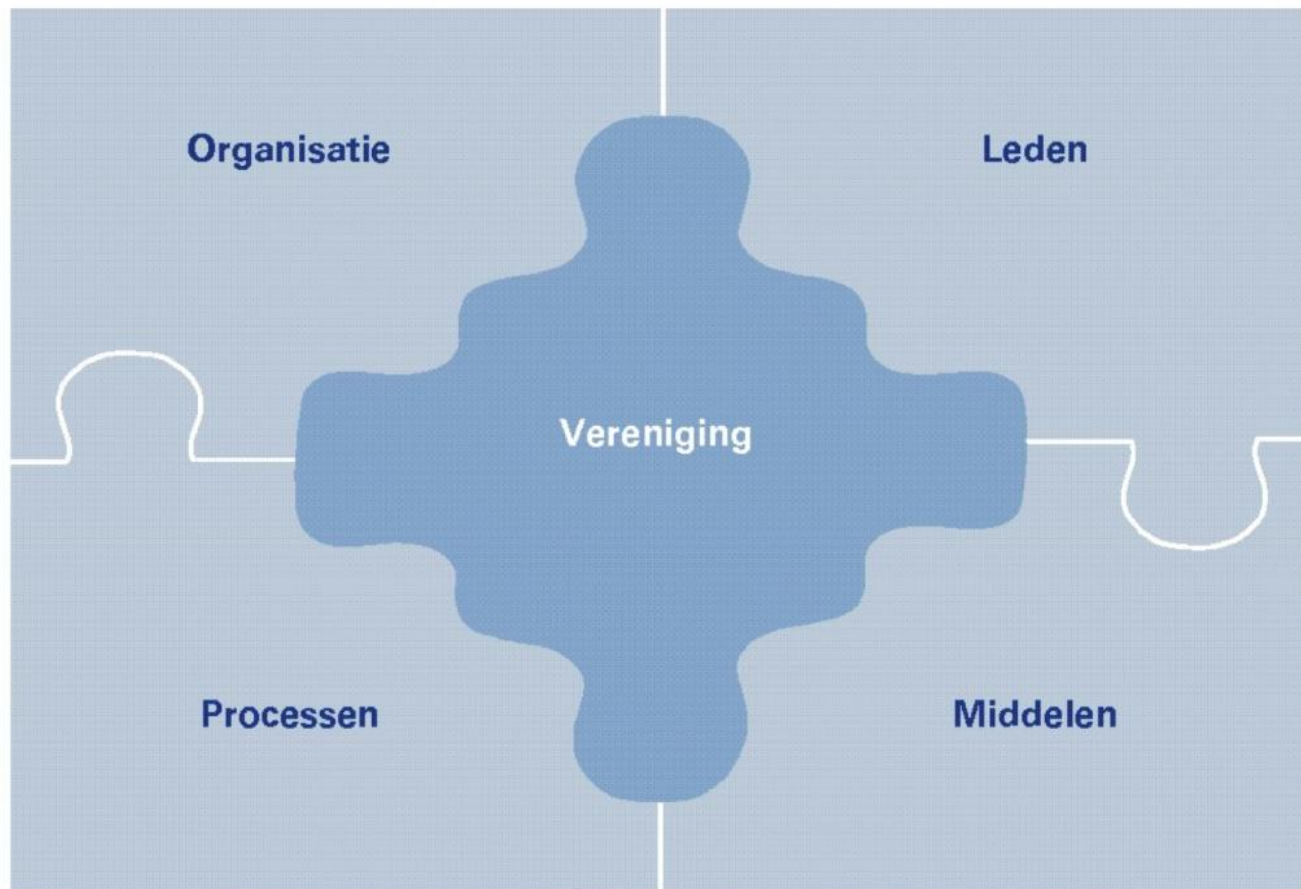 Organisatie
Leden
Vereniging
Processen
Middelen